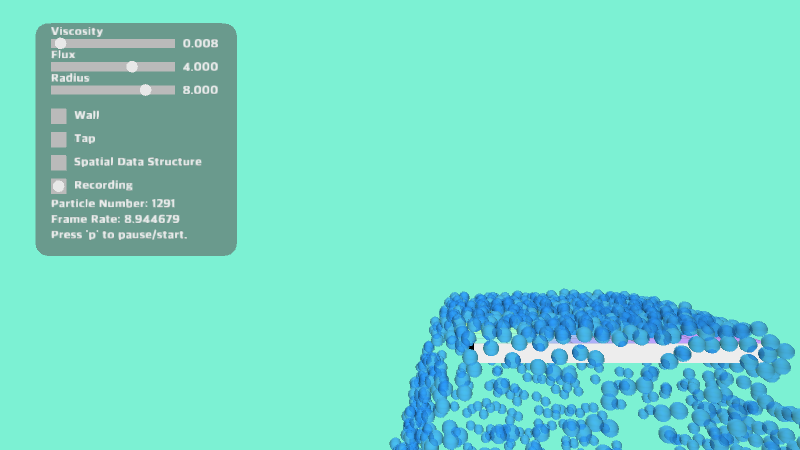 Viscosity
0.008
Flux
4.000
Radius
8.000
Wall
Tap
Spatial Data Structure
Recording
Particle Number: 1291
Frame Rate: 8.944679
Press 'p' to pause/start.